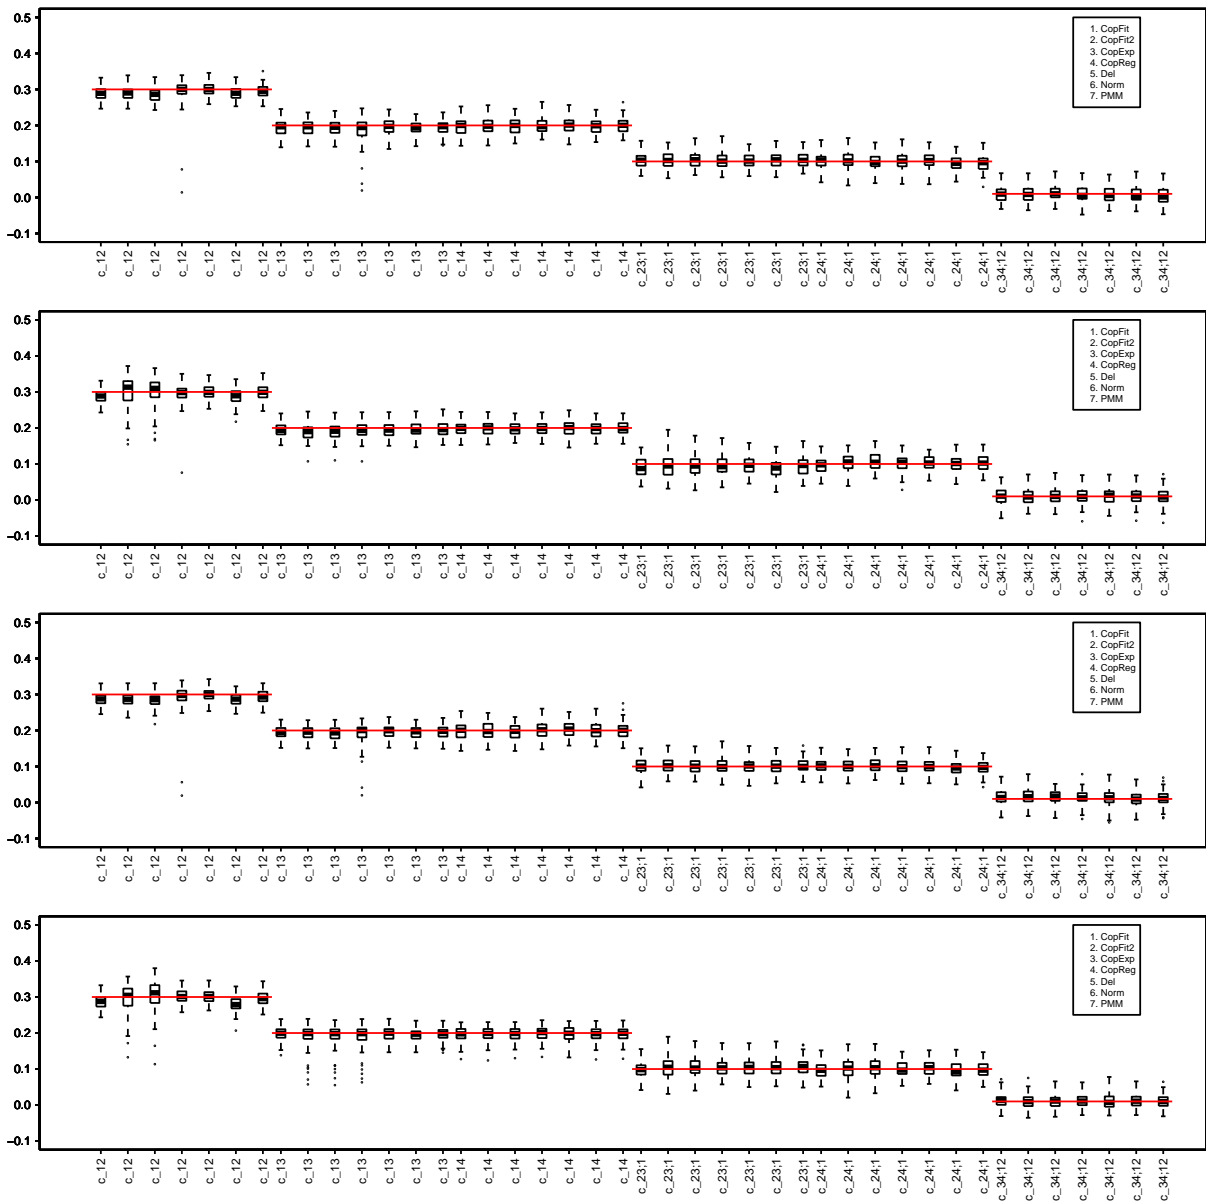 0.5
0.4
0.3
0.2
0.1
0.0
−0.1
1. CopFit
2. CopFit2
3. CopExp
4. CopReg
5. Del
6. Norm
7. PMM
c_12 c_12 c_12 c_12 c_12 c_12 c_12 c_13 c_13 c_13 c_13 c_13 c_13 c_13 c_14 c_14 c_14 c_14 c_14 c_14 c_14 c_23;1 c_23;1 c_23;1 c_23;1 c_23;1 c_23;1 c_23;1 c_24;1 c_24;1 c_24;1 c_24;1 c_24;1 c_24;1 c_24;1 c_34;12 c_34;12 c_34;12 c_34;12 c_34;12 c_34;12 c_34;12
0.5
0.4
0.3
0.2
0.1
0.0
−0.1
1. CopFit
2. CopFit2
3. CopExp
4. CopReg
5. Del
6. Norm
7. PMM
c_12 c_12 c_12 c_12 c_12 c_12 c_12 c_13 c_13 c_13 c_13 c_13 c_13 c_13 c_14 c_14 c_14 c_14 c_14 c_14 c_14 c_23;1 c_23;1 c_23;1 c_23;1 c_23;1 c_23;1 c_23;1 c_24;1 c_24;1 c_24;1 c_24;1 c_24;1 c_24;1 c_24;1 c_34;12 c_34;12 c_34;12 c_34;12 c_34;12 c_34;12 c_34;12
0.5
0.4
0.3
0.2
0.1
0.0
−0.1
1. CopFit
2. CopFit2
3. CopExp
4. CopReg
5. Del
6. Norm
7. PMM
c_12 c_12 c_12 c_12 c_12 c_12 c_12 c_13 c_13 c_13 c_13 c_13 c_13 c_13 c_14 c_14 c_14 c_14 c_14 c_14 c_14 c_23;1 c_23;1 c_23;1 c_23;1 c_23;1 c_23;1 c_23;1 c_24;1 c_24;1 c_24;1 c_24;1 c_24;1 c_24;1 c_24;1 c_34;12 c_34;12 c_34;12 c_34;12 c_34;12 c_34;12 c_34;12
0.5
0.4
0.3
0.2
0.1
0.0
−0.1
1. CopFit
2. CopFit2
3. CopExp
4. CopReg
5. Del
6. Norm
7. PMM
c_12 c_12 c_12 c_12 c_12 c_12 c_12 c_13 c_13 c_13 c_13 c_13 c_13 c_13 c_14 c_14 c_14 c_14 c_14 c_14 c_14 c_23;1 c_23;1 c_23;1 c_23;1 c_23;1 c_23;1 c_23;1 c_24;1 c_24;1 c_24;1 c_24;1 c_24;1 c_24;1 c_24;1 c_34;12 c_34;12 c_34;12 c_34;12 c_34;12 c_34;12 c_34;12